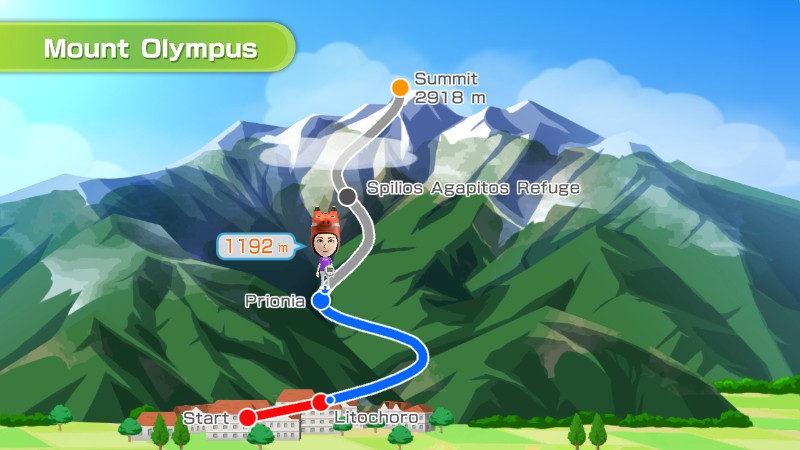 Mount Olympus
Summit
2918 m
Spilios Agapitos Refuge
1192 m
Prionia
Start
Litochoro